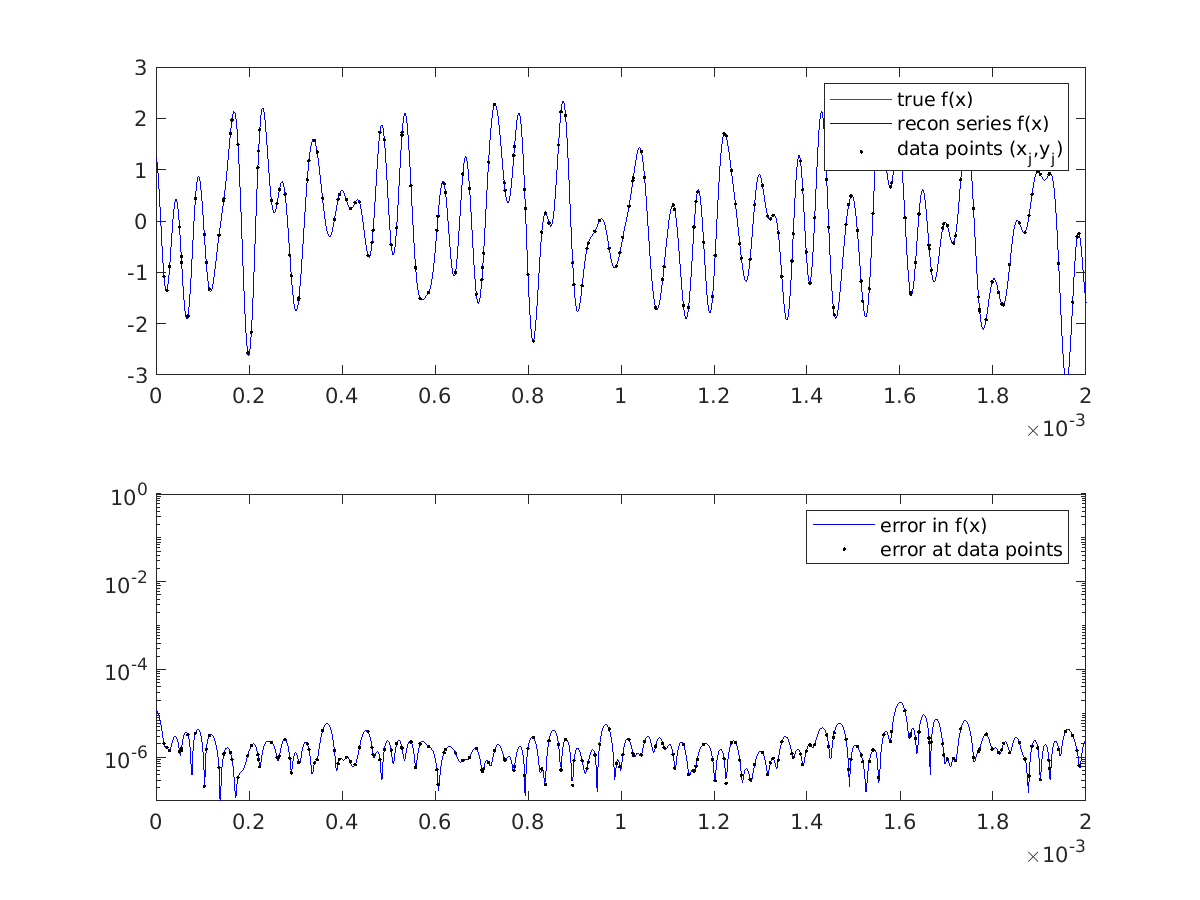 3
2
1
0
-1
-2
-3
true f(x)
recon series f(x)
data points (x_j,y_j)
0 0.2 0.4 0.6 0.8 1 1.2 1.4 1.6 1.8 2
×10^-3
10^0
10^-2
10^-4
10^-6
error in f(x)
error at data points
0 0.2 0.4 0.6 0.8 1 1.2 1.4 1.6 1.8 2
×10^-3